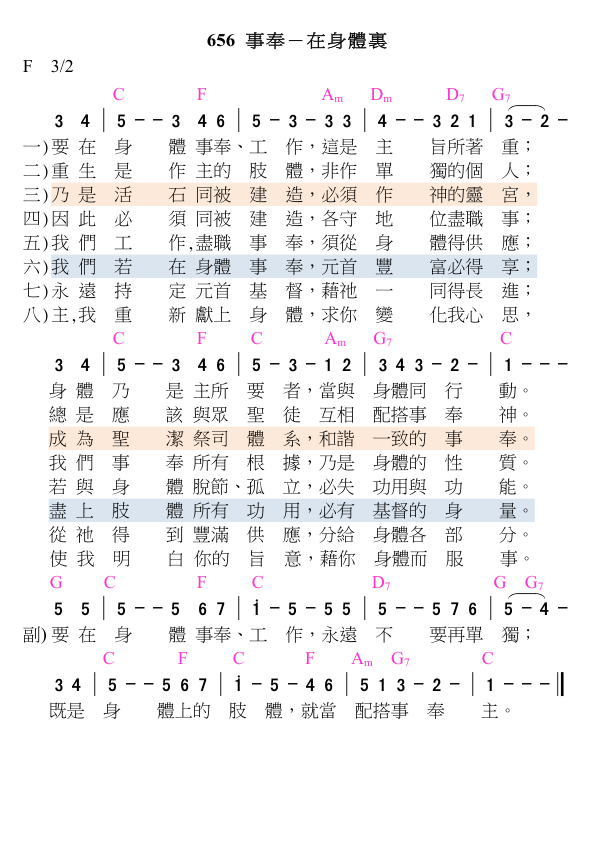 656 事奉－在身體裏
F 3/2
C F Am Dm D7 G7
3 4 | 5 - - 3 4 6 | 5 - 3 - 3 3 | 4 - - 3 2 1 | 3 - 2 -
一)要在身體事奉、工作，這是主旨所著重；
二)重生是作主的肢體，非作單獨的個人；
三)乃是活石同被建造，必須作神的靈宮，
四)因此必須同被建造，各守地位盡職事；
五)我們工作,盡職事奉，須從身體得供應；
六)我們若在身體事奉，元首豐富必得享；
七)永遠持定元首基督，藉祂一同得長進；
八)主,我重新獻上身體，求你變化我心思，
C F C Am G7 C
3 4 | 5 - - 3 4 6 | 5 - 3 - 1 2 | 3 4 3 - 2 - | 1 - - -
身體乃是主所要者，當與身體同行動。
總是應該與眾聖徒互相配搭事奉神。
成為聖潔祭司體系，和諧一致的事奉。
我們事奉所有根據，乃是身體的性質。
若與身體脫節、孤立，必失功用與功能。
盡上肢體所有功用，必有基督的身量。
從祂得到豐滿供應，分給身體各部分。
使我明白你的旨意，藉你身體而服事。
G C F C D7 G G7
5 5 | 5 - - 5 6 7 | 1̇ - 5 - 5 5 | 5 - - 5 7 6 | 5 - 4 -
副)要在身體事奉、工作，永遠不要再單獨；
C F C F Am G7 C
3 4 | 5 - - 5 6 7 | 1̇ - 5 - 4 6 | 5 1 3 - 2 - | 1 - - - ‖
既是身體上的肢體，就當配搭事奉主。